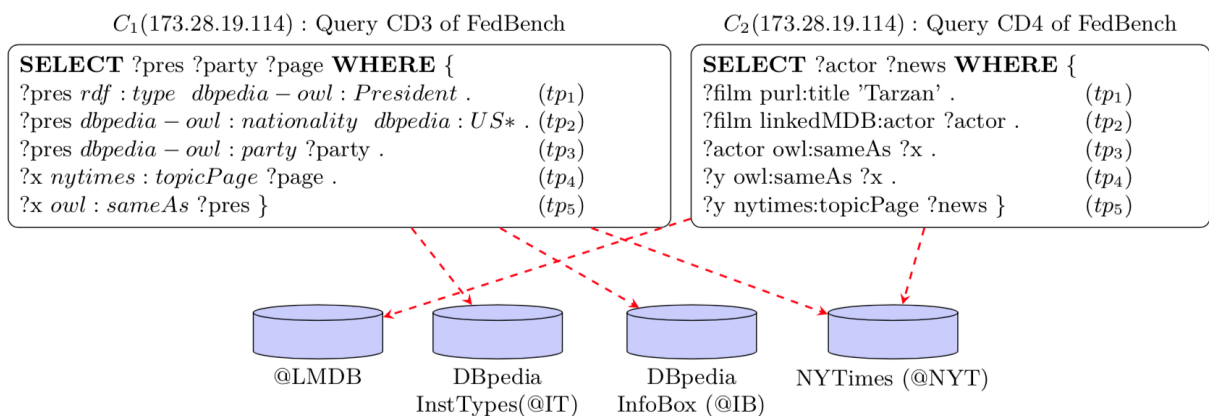 C₁(173.28.19.114) : Query CD3 of FedBench
SELECT ?pres ?party ?page WHERE {
?pres rdf : type dbpedia−owl : President . (tp₁)
?pres dbpedia−owl : nationality dbpedia : US∗ . (tp₂)
?pres dbpedia−owl : party ?party . (tp₃)
?x nytimes : topicPage ?page . (tp₄)
?x owl : sameAs ?pres } (tp₅)
C₂(173.28.19.114) : Query CD4 of FedBench
SELECT ?actor ?news WHERE {
?film purl:title 'Tarzan' . (tp₁)
?film linkedMDB:actor ?actor . (tp₂)
?actor owl:sameAs ?x . (tp₃)
?y owl:sameAs ?x . (tp₄)
?y nytimes:topicPage ?news } (tp₅)
@LMDB
DBpedia
InstTypes(@IT)
DBpedia
InfoBox (@IB)
NYTimes (@NYT)